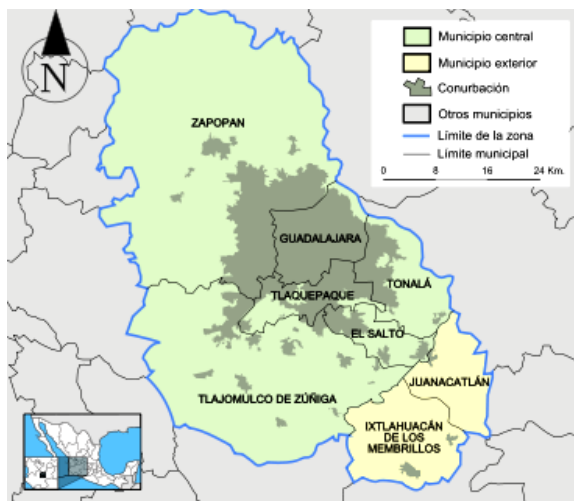 N
Municipio central
Municipio exterior
Conurbación
Otros municipios
Límite de la zona
Límite municipal
0 8 16 24 Km.
ZAPOPAN
GUADALAJARA
TLAQUEPAQUE
TONALÁ
EL SALTO
TLAJOMULCO DE ZÚÑIGA
JUANACATLÁN
IXTLAHUACÁN
DE LOS
MEMBRILLOS